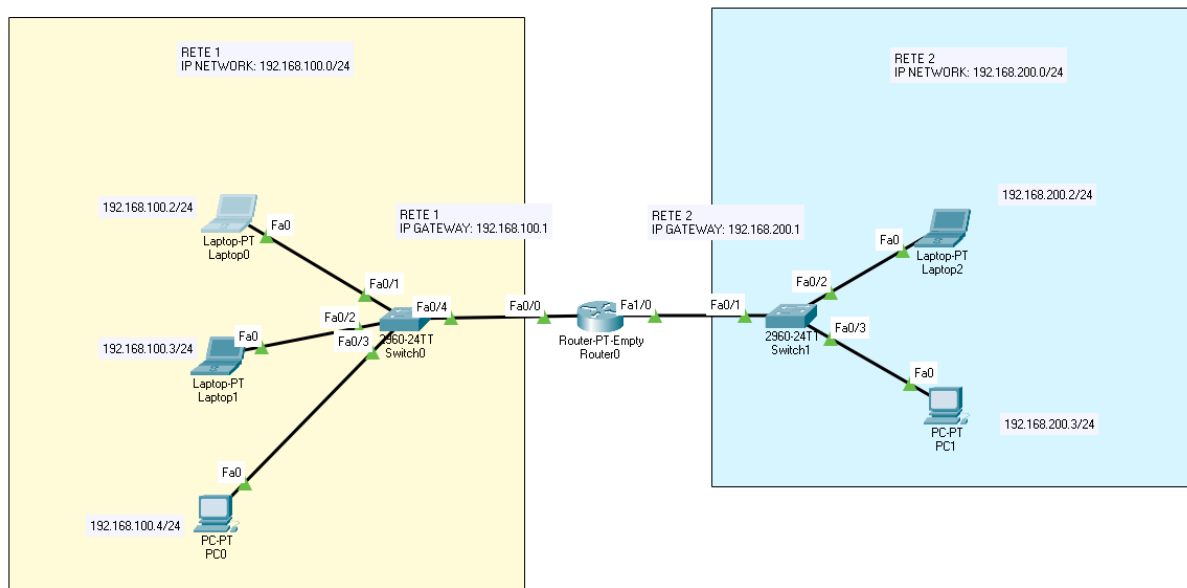 RETE 1
IP NETWORK: 192.168.100.0/24
RETE 2
IP NETWORK: 192.168.200.0/24
192.168.100.2/24
Fa0
Laptop-PT
Laptop0
RETE 1
IP GATEWAY: 192.168.100.1
RETE 2
IP GATEWAY: 192.168.200.1
192.168.200.2/24
Fa0
Laptop-PT
Laptop2
Fa0/1
Fa0/2
Fa0/3
Fa0/4
2960-24TT
Switch0
Fa0/0
Fa1/0
Router-PT-Empty
Router0
Fa0/1
Fa0/2
Fa0/3
2960-24TT
Switch1
192.168.100.3/24
Fa0
Laptop-PT
Laptop1
Fa0
PC-PT
PC1
192.168.200.3/24
Fa0
192.168.100.4/24
PC-PT
PC0